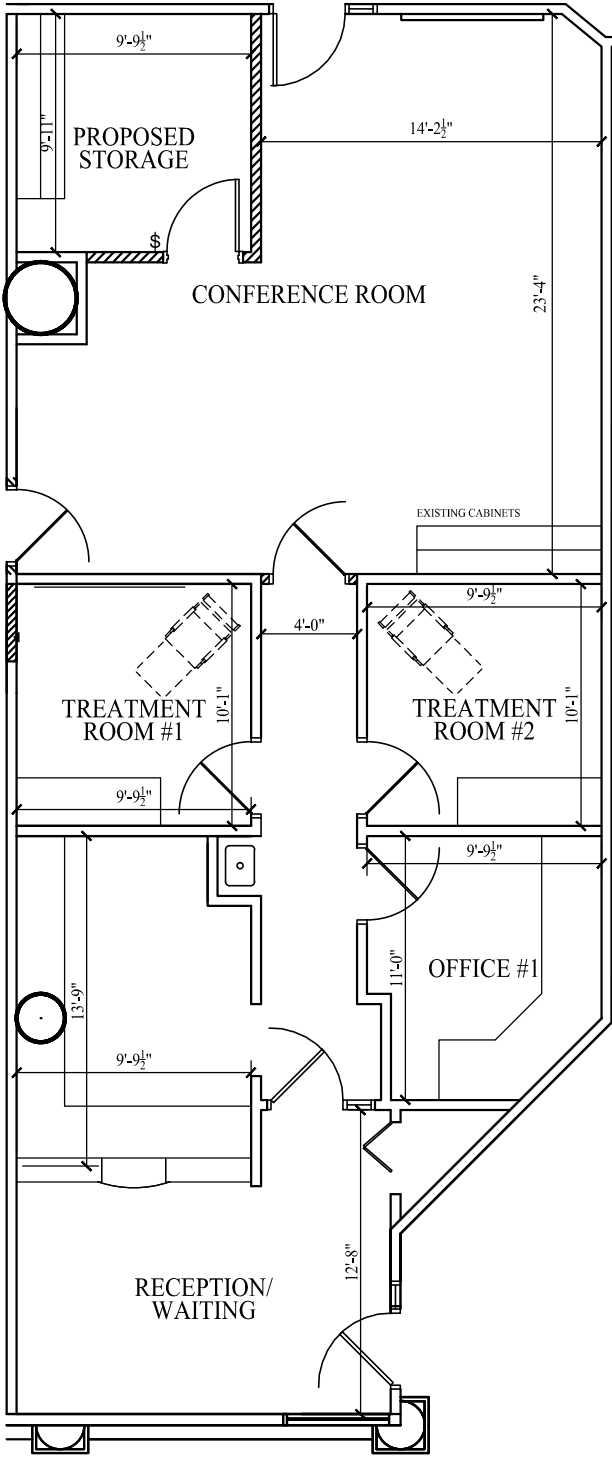 9'-9½"
9'-11"
PROPOSED
STORAGE
14'-2½"
$
CONFERENCE ROOM
23'-4"
EXISTING CABINETS
9'-9½"
4'-0"
TREATMENT
ROOM #1
10'-1"
TREATMENT
ROOM #2
10'-1"
9'-9½"
9'-9½"
OFFICE #1
11'-0"
13'-9"
9'-9½"
12'-8"
RECEPTION/
WAITING